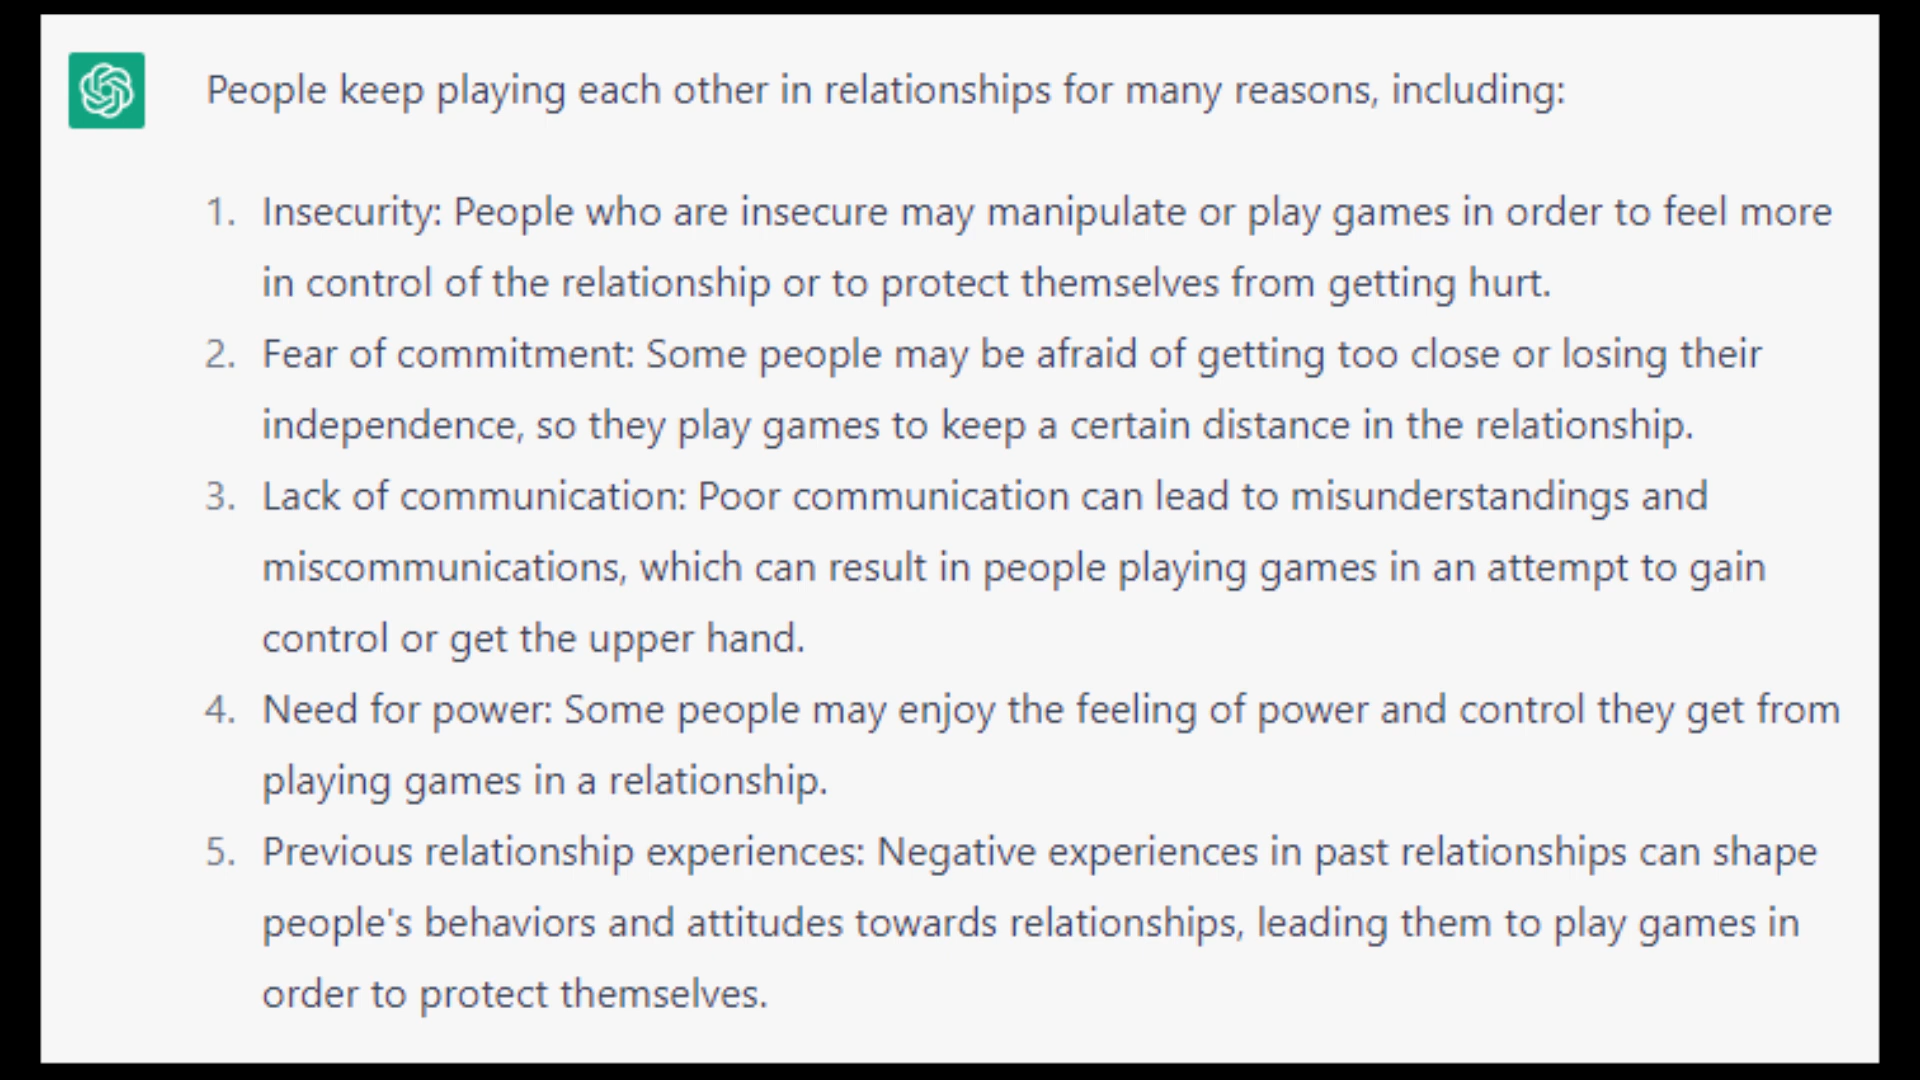 People keep playing each other in relationships for many reasons, including:
1. Insecurity: People who are insecure may manipulate or play games in order to feel more
in control of the relationship or to protect themselves from getting hurt.
2. Fear of commitment: Some people may be afraid of getting too close or losing their
independence, so they play games to keep a certain distance in the relationship.
3. Lack of communication: Poor communication can lead to misunderstandings and
miscommunications, which can result in people playing games in an attempt to gain
control or get the upper hand.
4. Need for power: Some people may enjoy the feeling of power and control they get from
playing games in a relationship.
5. Previous relationship experiences: Negative experiences in past relationships can shape
people's behaviors and attitudes towards relationships, leading them to play games in
order to protect themselves.